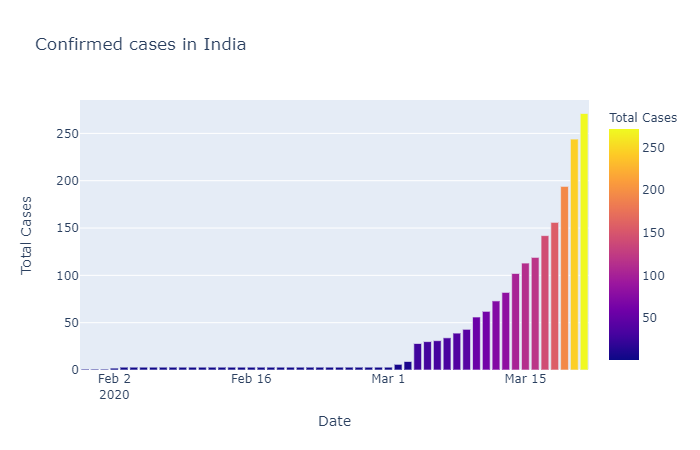 Confirmed cases in India
Total Cases
250
200
150
100
50
0
Feb 2
2020
Feb 16
Mar 1
Mar 15
Date
Total Cases
250
200
150
100
50